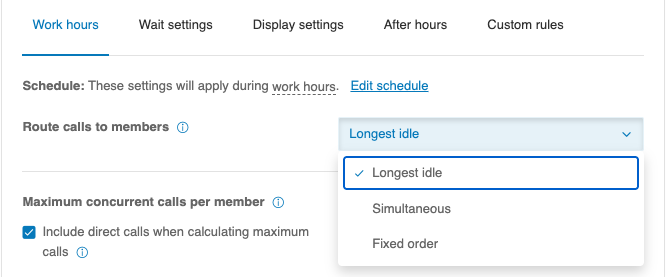 Work hours Wait settings Display settings After hours Custom rules
Schedule: These settings will apply during work hours. Edit schedule
Route calls to members
Longest idle
Longest idle
Simultaneous
Fixed order
Maximum concurrent calls per member
Include direct calls when calculating maximum
calls